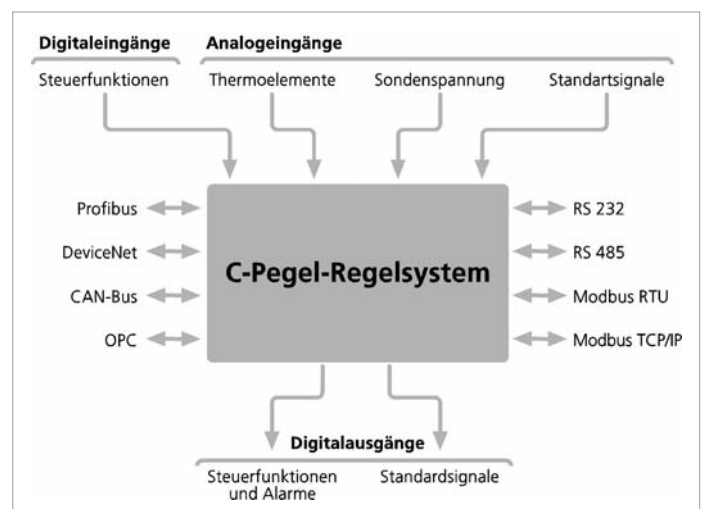 Digitaleingänge Analogeingänge
Steuerfunktionen Thermoelemente Sondenspannung Standartsignale
Profibus RS 232
DeviceNet RS 485
C-Pegel-Regelsystem
CAN-Bus Modbus RTU
OPC Modbus TCP/IP
Digitalausgänge
Steuerfunktionen Standardsignale
und Alarme